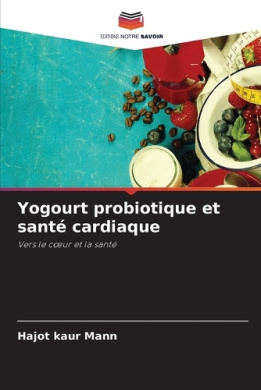 EDITIONS NOTRE SAVOIR
Yogourt probiotique et
santé cardiaque
Vers le cœur et la santé
Hajot kaur Mann